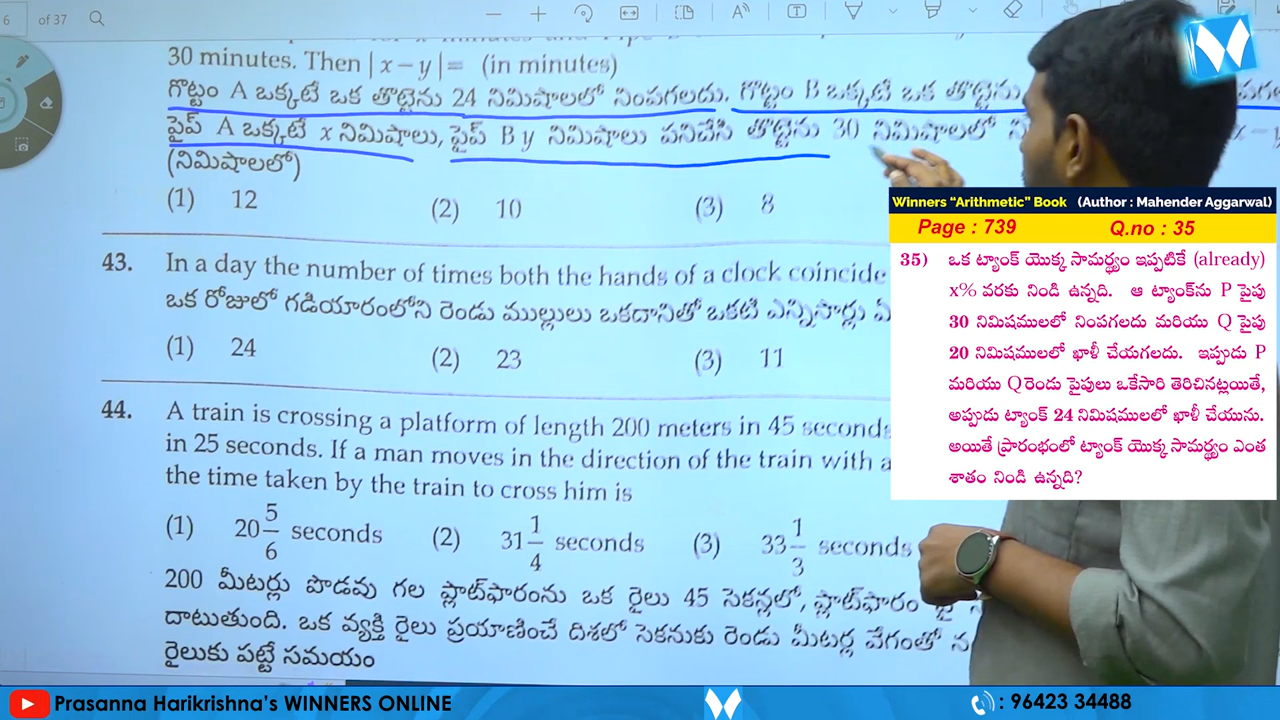 6 of 37
30 minutes. Then | x – y | = (in minutes)
గొట్టం A ఒక్కటే ఒక తొట్టెను 24 నిమిషాలలో నింపగలదు. గొట్టం B ఒక్కటే ఒక తొట్టెను
పైప్ A ఒక్కటే x నిమిషాలు, పైప్ B y నిమిషాలు పనిచేసి తొట్టెను 30 నిమిషాలలో
(నిమిషాలలో)
(1) 12 (2) 10 (3) 8
43. In a day the number of times both the hands of a clock coincide
ఒక రోజులో గడియారంలోని రెండు ముల్లులు ఒకదానితో ఒకటి ఎన్నిసార్లు
(1) 24 (2) 23 (3) 11
44. A train is crossing a platform of length 200 meters in 45 seconds
in 25 seconds. If a man moves in the direction of the train with a
the time taken by the train to cross him is
(1) 20 5/6 seconds (2) 31 1/4 seconds (3) 33 1/3 seconds
200 మీటర్లు పొడవు గల ప్లాట్‌ఫారంను ఒక రైలు 45 సెకన్లలో, ప్లాట్‌ఫారం
దాటుతుంది. ఒక వ్యక్తి రైలు ప్రయాణించే దిశలో సెకనుకు రెండు మీటర్ల వేగంతో
రైలుకు పట్టే సమయం
W
Winners "Arithmetic" Book (Author : Mahender Aggarwal)
Page : 739 Q.no : 35
35) ఒక ట్యాంక్ యొక్క సామర్థ్యం ఇప్పటికే (already)
x% వరకు నిండి ఉన్నది. ఆ ట్యాంక్‌ను P పైపు
30 నిమిషములలో నింపగలదు మరియు Q పైపు
20 నిమిషములలో ఖాళీ చేయగలదు. ఇప్పుడు P
మరియు Q రెండు పైపులు ఒకేసారి తెరిచినట్లయితే,
అప్పుడు ట్యాంక్ 24 నిమిషములలో ఖాళీ చేయును.
అయితే ప్రారంభంలో ట్యాంక్ యొక్క సామర్థ్యం ఎంత
శాతం నిండి ఉన్నది?
Prasanna Harikrishna's WINNERS ONLINE
W
: 96423 34488